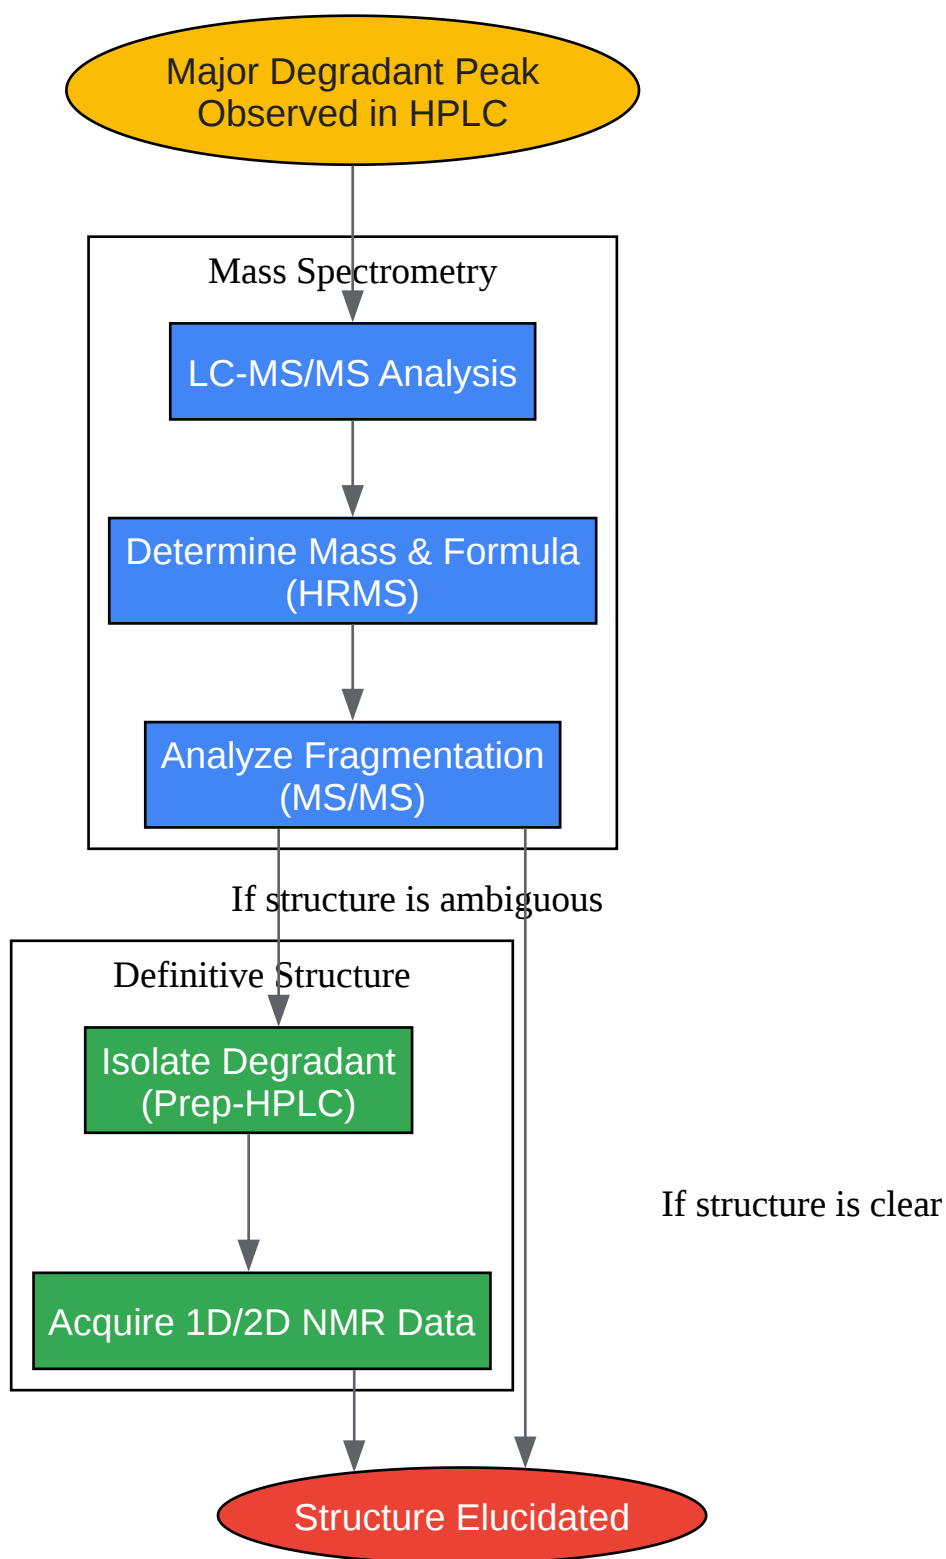 Major Degradant Peak
Observed in HPLC
Mass Spectrometry
LC-MS/MS Analysis
Determine Mass & Formula
(HRMS)
Analyze Fragmentation
(MS/MS)
If structure is ambiguous
Definitive Structure
Isolate Degradant
(Prep-HPLC)
If structure is clear
Acquire 1D/2D NMR Data
Structure Elucidated